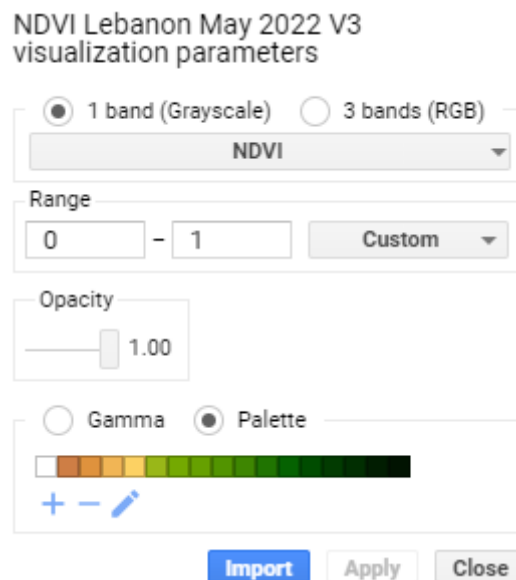 NDVI Lebanon May 2022 V3
visualization parameters
1 band (Grayscale) 3 bands (RGB)
NDVI
Range
0 – 1 Custom
Opacity
1.00
Gamma Palette
Import Apply Close